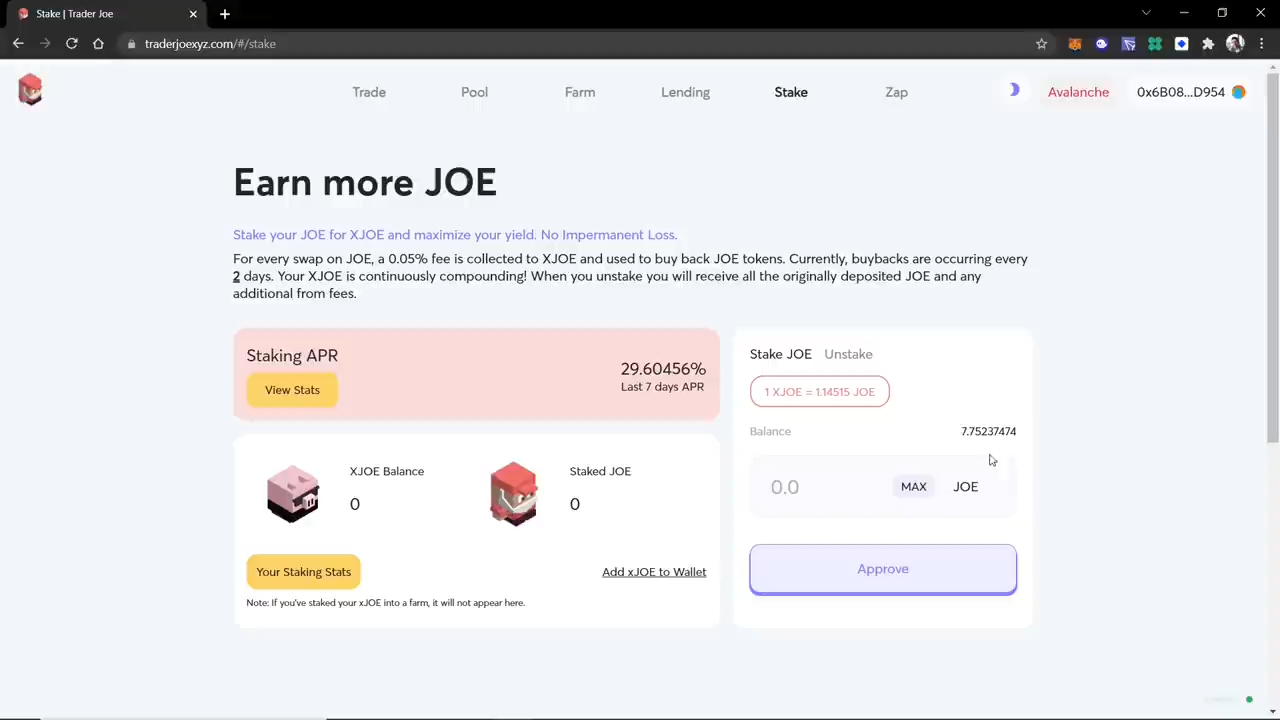 Stake | Trader Joe
traderjoexyz.com/#/stake
Trade Pool Farm Lending Stake Zap Avalanche 0x6B08...D954
Earn more JOE
Stake your JOE for XJOE and maximize your yield. No Impermanent Loss.
For every swap on JOE, a 0.05% fee is collected to XJOE and used to buy back JOE tokens. Currently, buybacks are occurring every
2 days. Your XJOE is continuously compounding! When you unstake you will receive all the originally deposited JOE and any
additional from fees.
Staking APR
View Stats
29.60456%
Last 7 days APR
XJOE Balance
0
Staked JOE
0
Your Staking Stats
Add xJOE to Wallet
Note: If you've staked your xJOE into a farm, it will not appear here.
Stake JOE Unstake
1 XJOE = 1.14515 JOE
Balance 7.75237474
0.0 MAX JOE
Approve